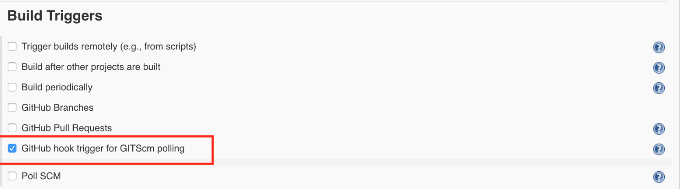 Build Triggers
Trigger builds remotely (e.g., from scripts)
Build after other projects are built
Build periodically
GitHub Branches
GitHub Pull Requests
GitHub hook trigger for GITScm polling
Poll SCM